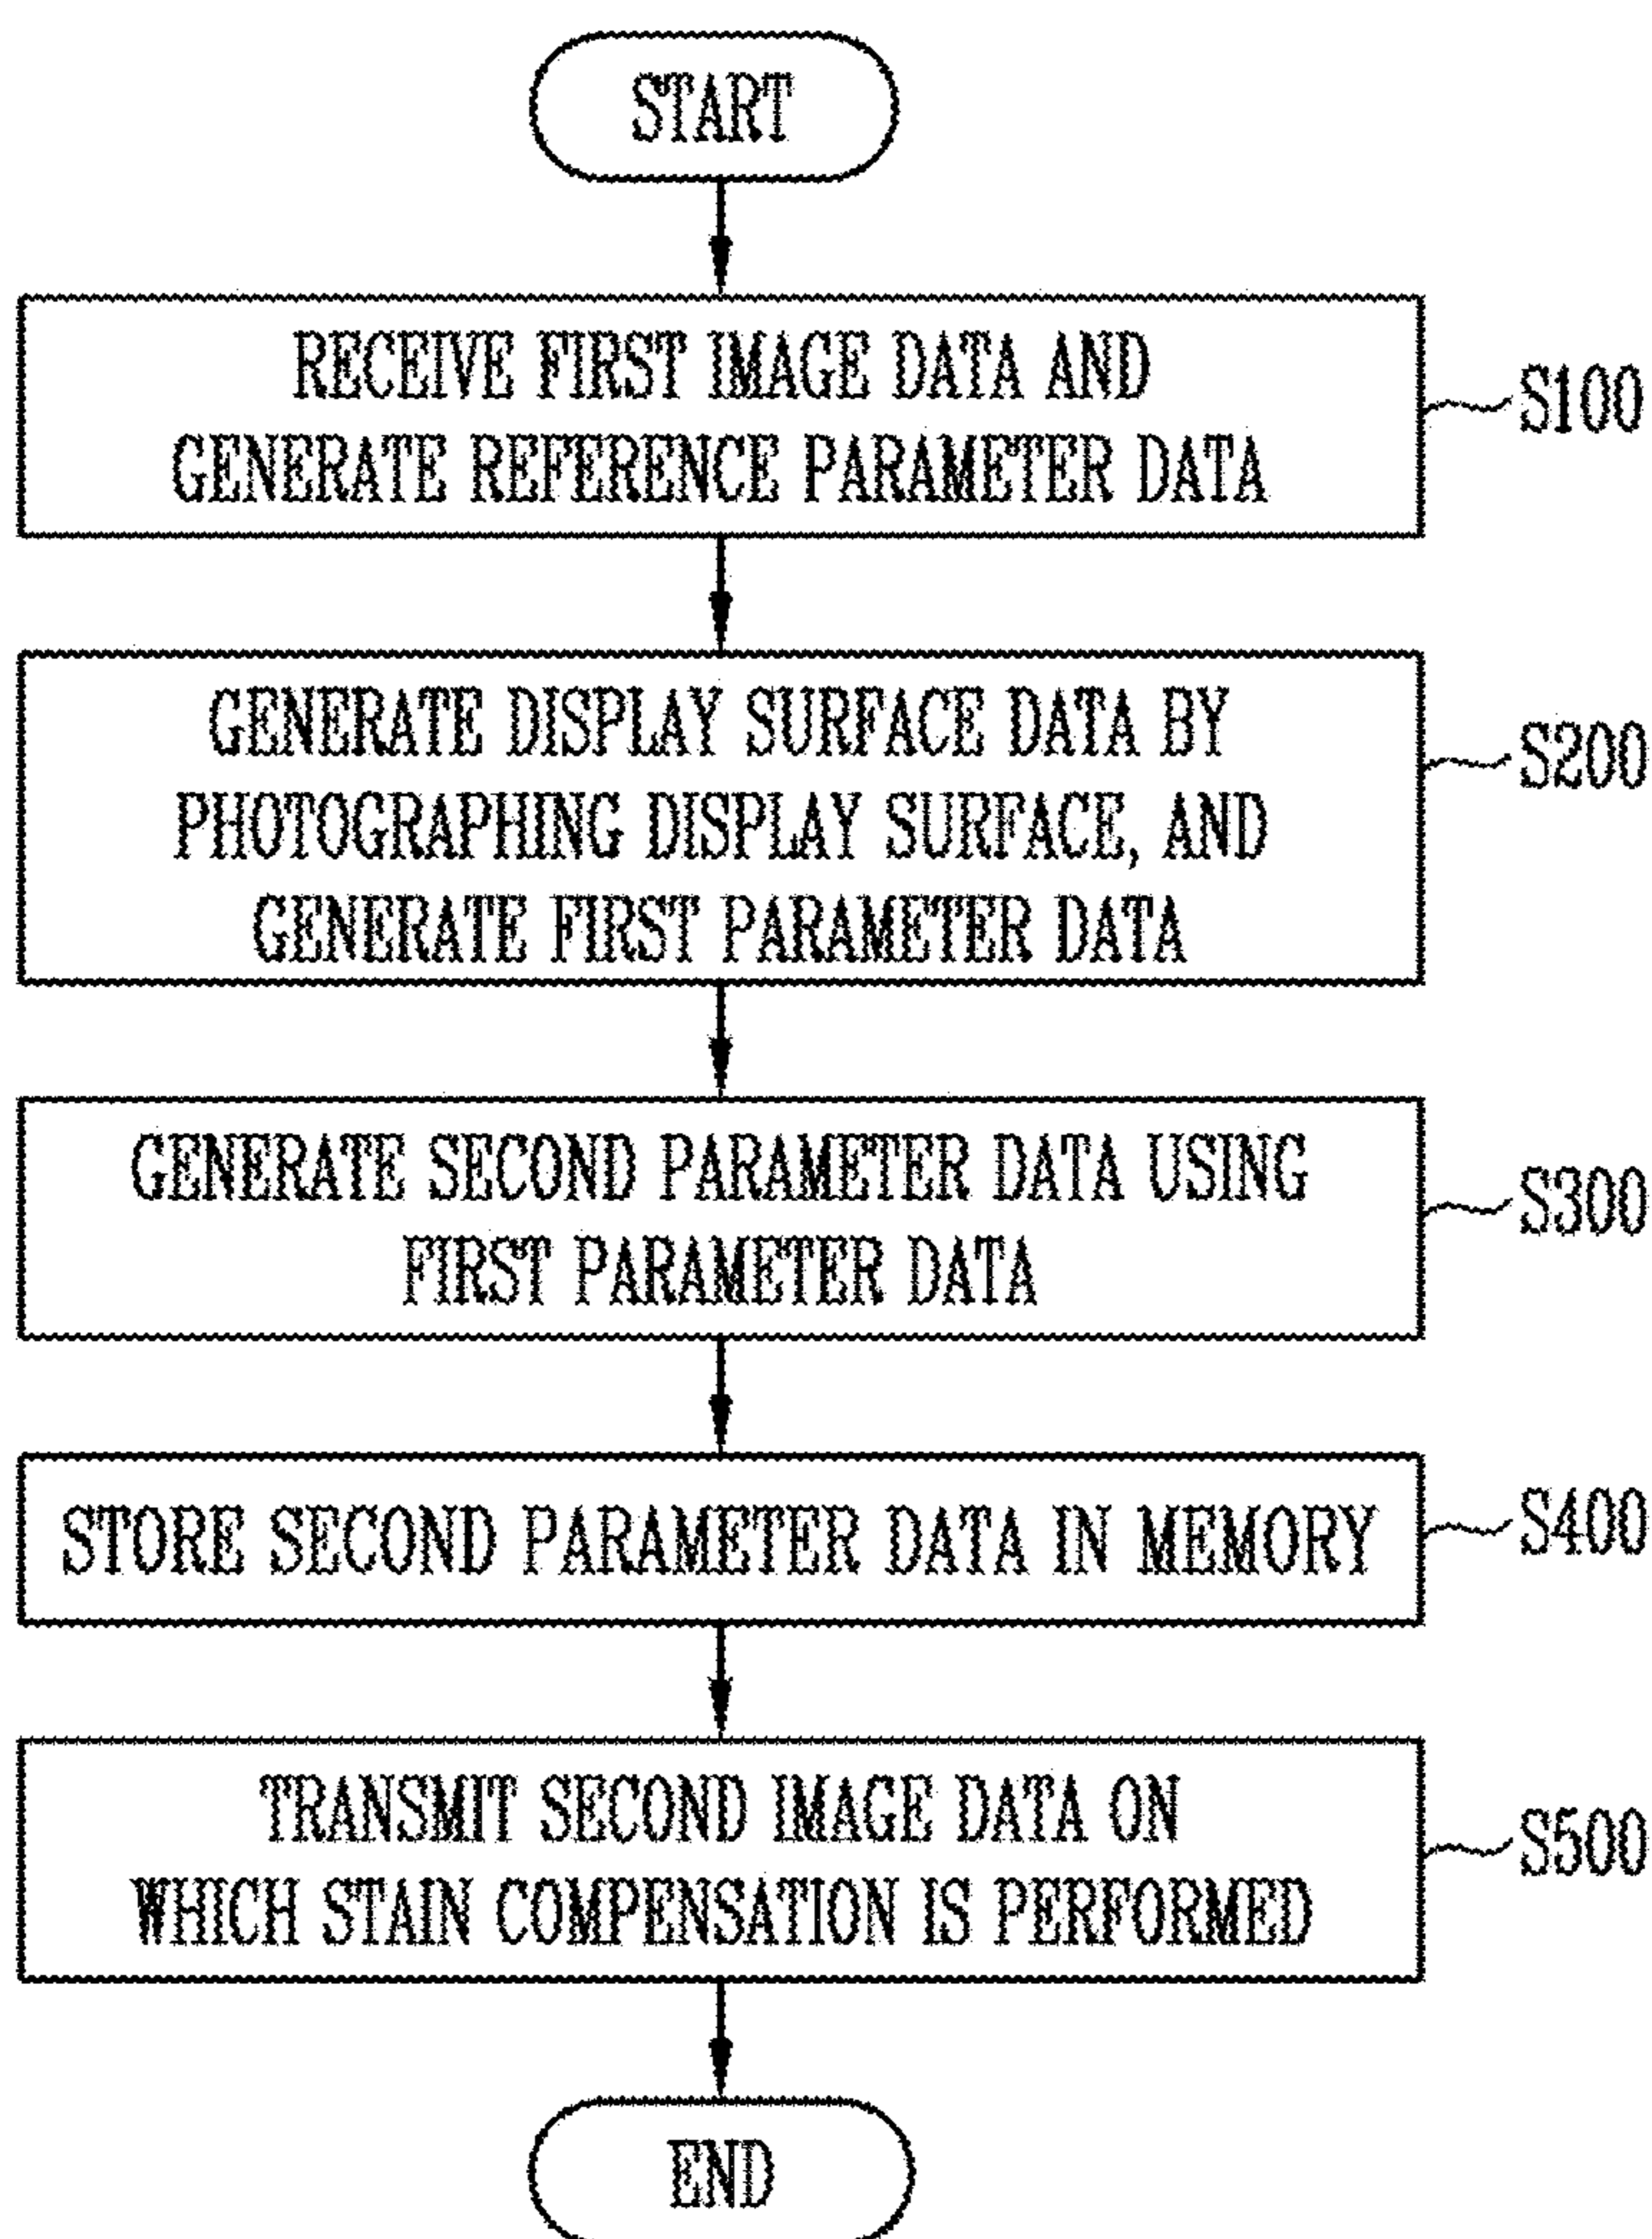 START
RECEIVE FIRST IMAGE DATA AND
GENERATE REFERENCE PARAMETER DATA
S100
GENERATE DISPLAY SURFACE DATA BY
PHOTOGRAPHING DISPLAY SURFACE, AND
GENERATE FIRST PARAMETER DATA
S200
GENERATE SECOND PARAMETER DATA USING
FIRST PARAMETER DATA
S300
STORE SECOND PARAMETER DATA IN MEMORY
S400
TRANSMIT SECOND IMAGE DATA ON
WHICH STAIN COMPENSATION IS PERFORMED
S500
END